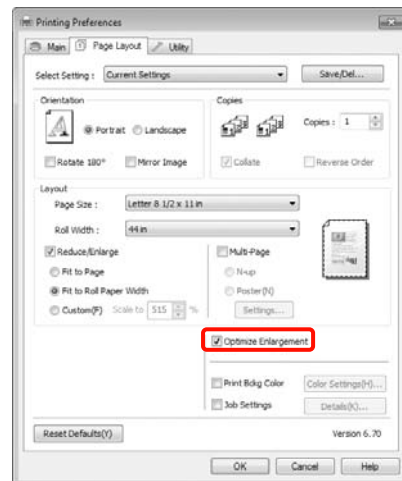 Printing Preferences
Main Page Layout Utility
Select Setting : Current Settings Save/Del...
Orientation Copies
Portrait Landscape Copies : 1
Rotate 180° Mirror Image Collate Reverse Order
Layout
Page Size : Letter 8 1/2 x 11 in
Roll Width : 44 in
Reduce/Enlarge Multi-Page
Fit to Page N-up
Fit to Roll Paper Width Poster(N)
Custom(F) Scale to 515 % Settings...
Optimize Enlargement
Print Bdkg Color Color Settings(H)...
Job Settings Details(K)...
Reset Defaults(Y) Version 6.70
OK Cancel Help